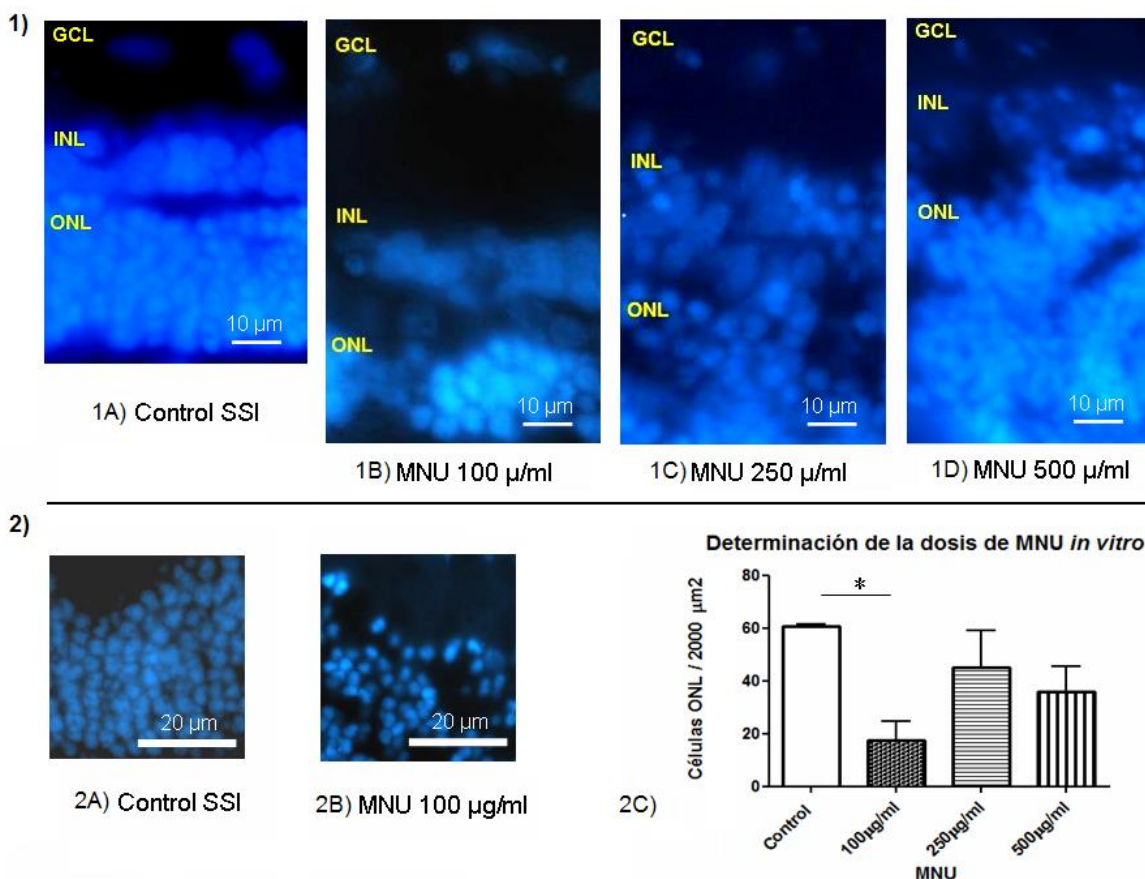 1)
GCL
INL
ONL
10 µm
1A) Control SSI
GCL
INL
ONL
10 µm
1B) MNU 100 µ/ml
GCL
INL
ONL
10 µm
1C) MNU 250 µ/ml
GCL
INL
ONL
10 µm
1D) MNU 500 µ/ml
2)
20 µm
2A) Control SSI
20 µm
2B) MNU 100 µg/ml
2C)
Determinación de la dosis de MNU in vitro
Células ONL / 2000 µm2
80
60
40
20
0
*
Control
100µg/ml
250µg/ml
500µg/ml
MNU